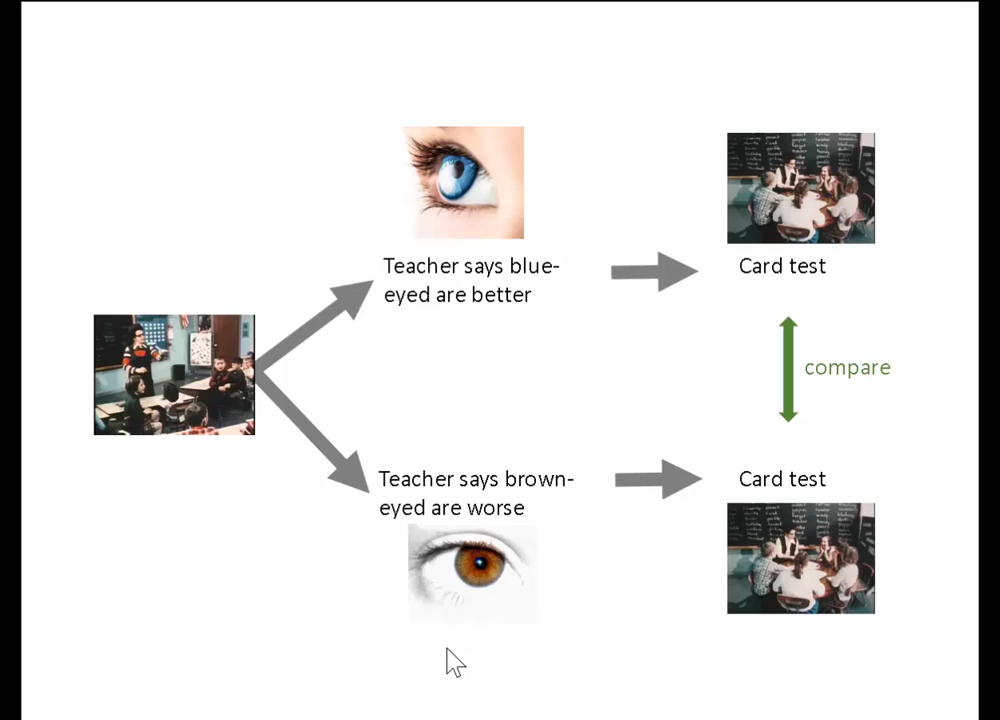 Teacher says blue-
eyed are better
Card test
compare
Teacher says brown-
eyed are worse
Card test